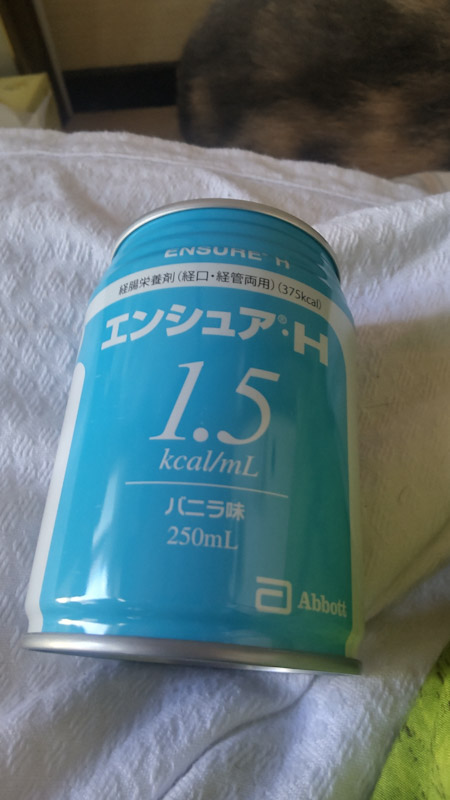 ENSURE® H
経腸栄養剤(経口・経管両用)(375kcal)
エンシュア®・H
1.5
kcal/mL
バニラ味
250mL
Abbott